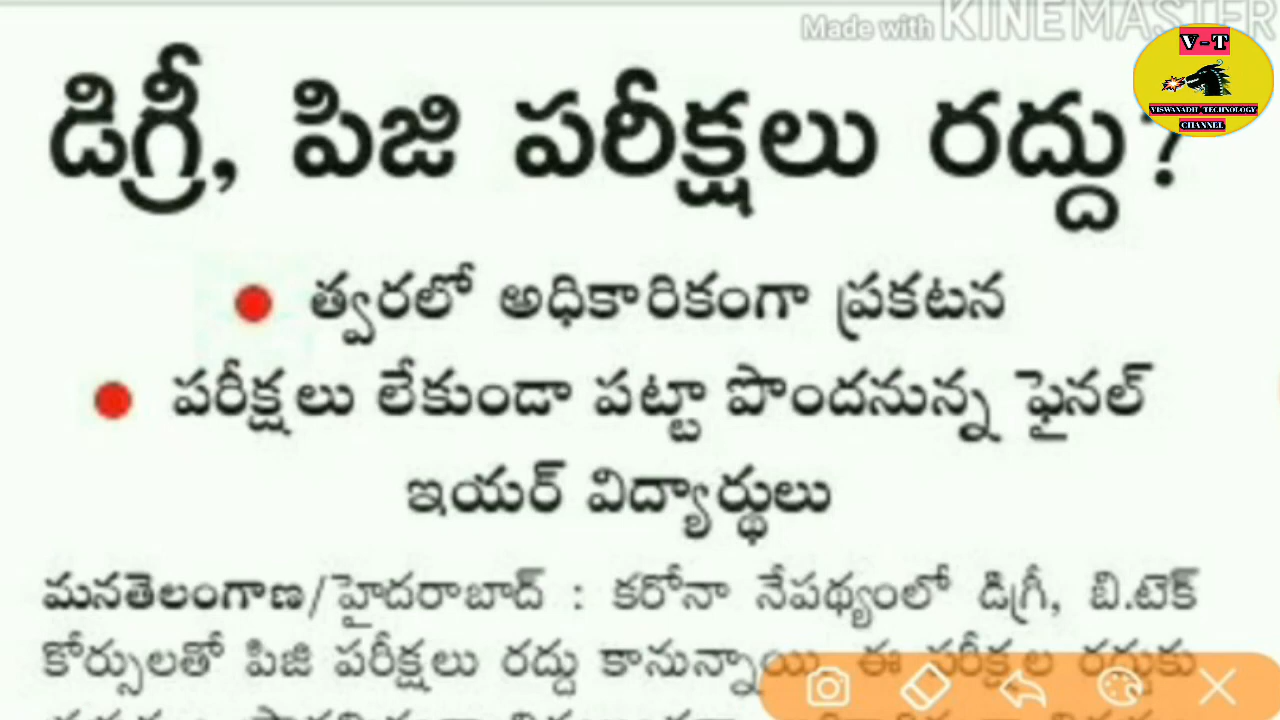 Made with KINEMASTER
V-T
VISWANADH TECHNOLOGY
CHANNEL
డిగ్రీ, పిజి పరీక్షలు రద్దు?
● త్వరలో అధికారికంగా ప్రకటన
● పరీక్షలు లేకుండా పట్టా పొందనున్న ఫైనల్
ఇయర్ విద్యార్థులు
మనతెలంగాణ/హైదరాబాద్ : కరోనా నేపథ్యంలో డిగ్రీ, బి.టెక్
కోర్సులతో పిజి పరీక్షలు రద్దు కానున్నాయి. ఈ పరీక్షల రద్దుకు